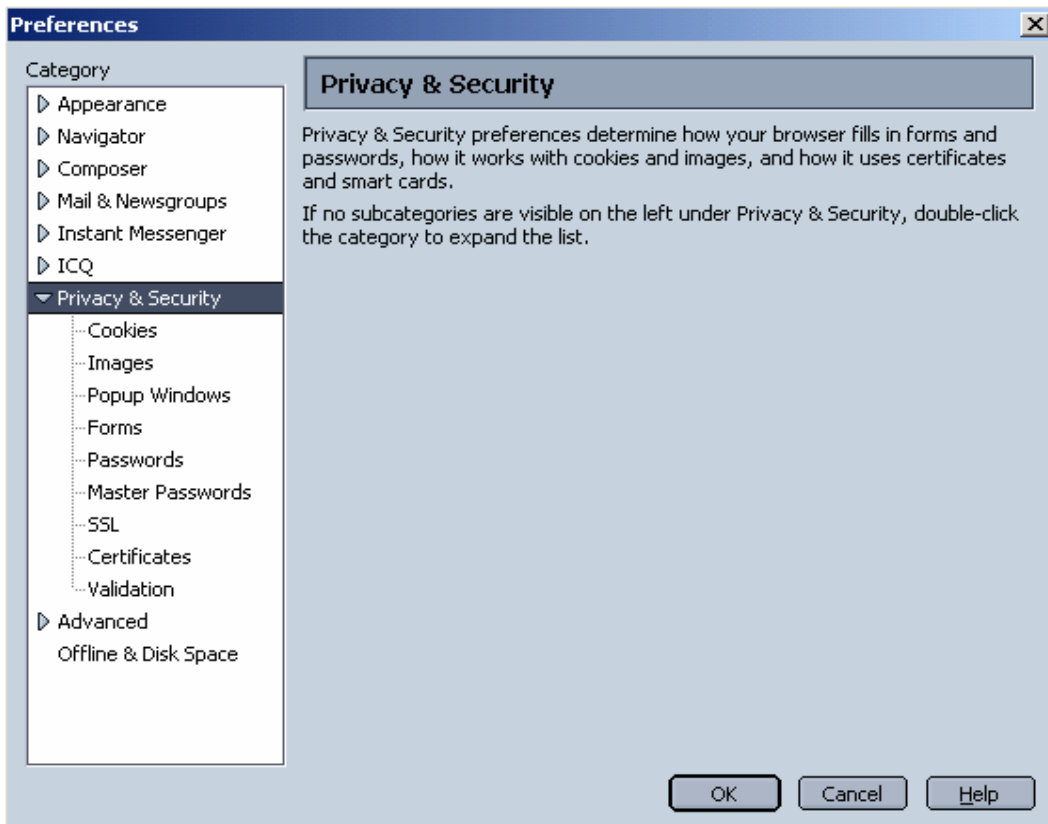 Preferences
Category
Appearance
Navigator
Composer
Mail & Newsgroups
Instant Messenger
ICQ
Privacy & Security
Cookies
Images
Popup Windows
Forms
Passwords
Master Passwords
SSL
Certificates
Validation
Advanced
Offline & Disk Space
Privacy & Security
Privacy & Security preferences determine how your browser fills in forms and
passwords, how it works with cookies and images, and how it uses certificates
and smart cards.
If no subcategories are visible on the left under Privacy & Security, double-click
the category to expand the list.
OK
Cancel
Help